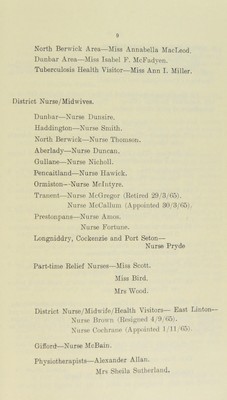 8
North Berwick Area—Miss Annabella MacLeod.
Dunbar Area—Miss Isabel F. McFadyen.
Tuberculosis Health Visitor—Miss Ann I. Miller.
District Nurse/Midwives.
Dunbar—Nurse Dunsire.
Haddington—Nurse Smith.
North Berwick—Nurse Thomson.
Aberlady—Nurse Duncan.
Gullane—Nurse Nicholl.
Pencaitland—Nurse Hawick.
Ormiston—Nurse McIntyre.
Tranent—Nurse McGregor (Retired 29/3/65).
Nurse McCallum (Appointed 30/3/65).
Prestonpans—Nurse Amos.
Nurse Fortune.
Longniddry, Cockenzie and Port Seton—
Nurse Pryde
Part-time Relief Nurses—Miss Scott.
Miss Bird.
Mrs Wood.
District Nurse/Midwife/Health Visitors— East Linton—
Nurse Brown (Resigned 4/9/65).
Nurse Cochrane (Appointed 1/11/65).
Gifford—Nurse McBain.
Physiotherapists—Alexander Allan.
Mrs Sheila Sutherland.